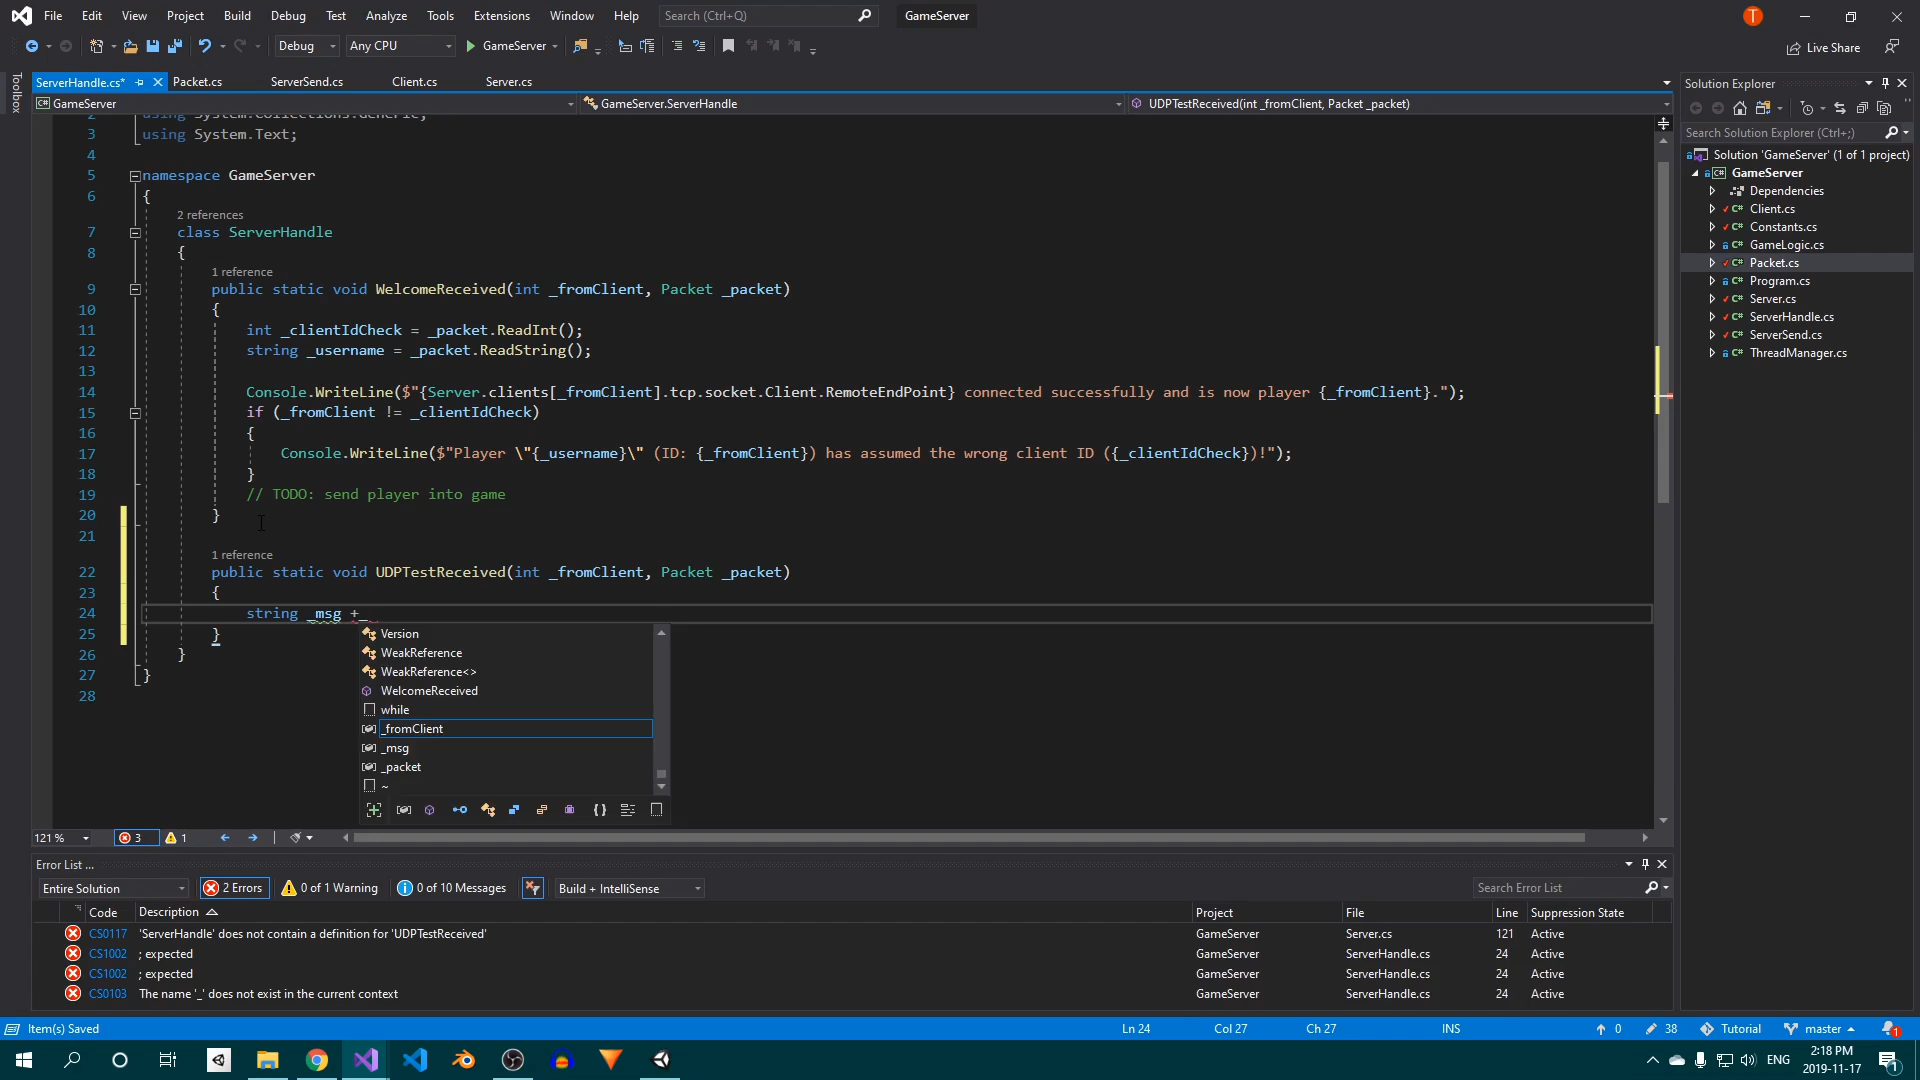 File Edit View Project Build Debug Test Analyze Tools Extensions Window Help Search (Ctrl+Q) GameServer T
Debug Any CPU GameServer Live Share
Toolbox
ServerHandle.cs* Packet.cs ServerSend.cs Client.cs Server.cs
GameServer GameServer.ServerHandle UDPTestReceived(int _fromClient, Packet _packet)
2 using System.Collections.Generic;
3 using System.Text;
4
5 namespace GameServer
6 {
2 references
7 class ServerHandle
8 {
1 reference
9 public static void WelcomeReceived(int _fromClient, Packet _packet)
10 {
11 int _clientIdCheck = _packet.ReadInt();
12 string _username = _packet.ReadString();
13
14 Console.WriteLine($"{Server.clients[_fromClient].tcp.socket.Client.RemoteEndPoint} connected successfully and is now player {_fromClient}.");
15 if (_fromClient != _clientIdCheck)
16 {
17 Console.WriteLine($"Player \"{_username}\" (ID: {_fromClient}) has assumed the wrong client ID ({_clientIdCheck})!");
18 }
19 // TODO: send player into game
20 }
21
1 reference
22 public static void UDPTestReceived(int _fromClient, Packet _packet)
23 {
24 string _msg +_
25 }
26 }
27 }
28
Version
WeakReference
WeakReference<>
WelcomeReceived
while
_fromClient
_msg
_packet
~
121 % 3 1
Error List ...
Entire Solution 2 Errors 0 of 1 Warning 0 of 10 Messages Build + IntelliSense Search Error List
Code Description Project File Line Suppression State
CS0117 'ServerHandle' does not contain a definition for 'UDPTestReceived' GameServer Server.cs 121 Active
CS1002 ; expected GameServer ServerHandle.cs 24 Active
CS1002 ; expected GameServer ServerHandle.cs 24 Active
CS0103 The name '_' does not exist in the current context GameServer ServerHandle.cs 24 Active
Solution Explorer
Search Solution Explorer (Ctrl+;)
Solution 'GameServer' (1 of 1 project)
GameServer
Dependencies
Client.cs
Constants.cs
GameLogic.cs
Packet.cs
Program.cs
Server.cs
ServerHandle.cs
ServerSend.cs
ThreadManager.cs
Item(s) Saved Ln 24 Col 27 Ch 27 INS 0 38 Tutorial master 1
ENG 2:18 PM
2019-11-17 1